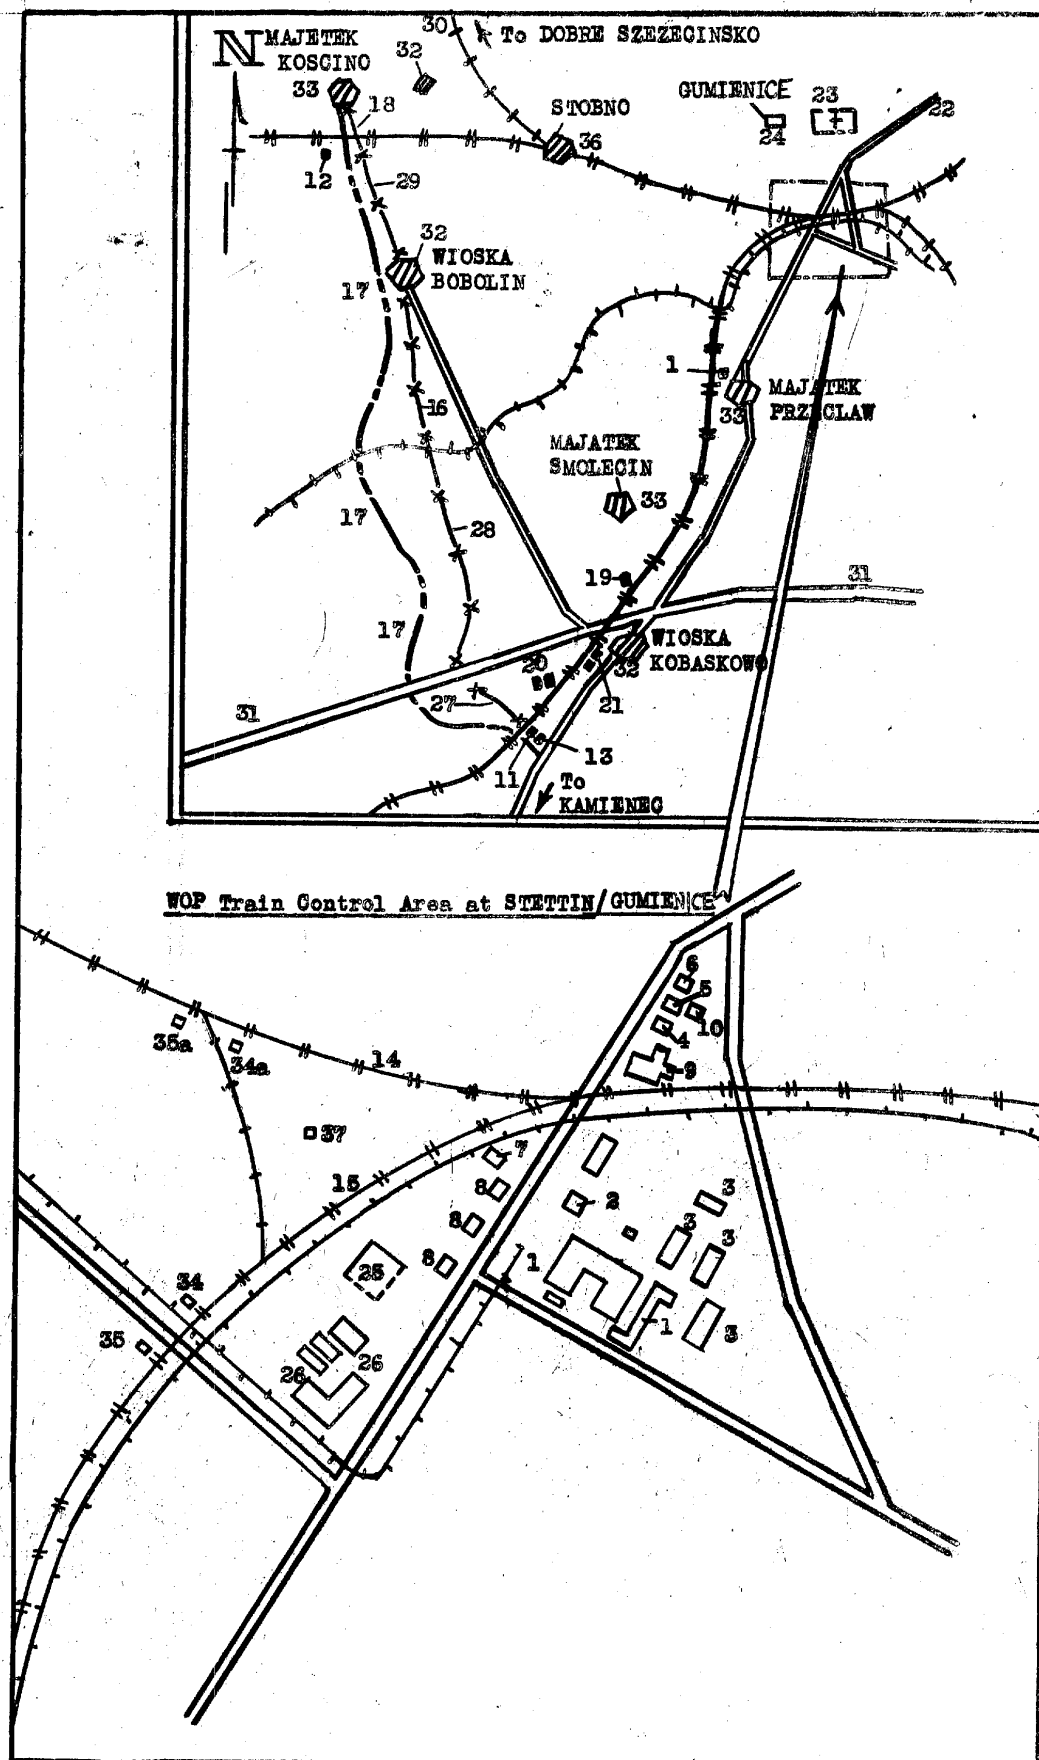 N
MAJETEK
KOSCINO
33
18
32
30
To DOBRE SZEZECINSKO
STOBNO
36
GUMIENICE
24
23
22
12
29
32
WIOSKA
BOBOLIN
17
16
1
MAJATEK
PRZECLAW
33
MAJATEK
SMOLECIN
33
17
28
19
31
17
WIOSKA
KOBASKOWO
32
20
21
27
31
13
11
To
KAMIENEC
WOP Train Control Area at STETTIN/GUMIENICE
6
5
10
4
9
35a
34a
14
37
7
15
8
2
3
8
3
3
8
25
1
34
1
3
35
26
26